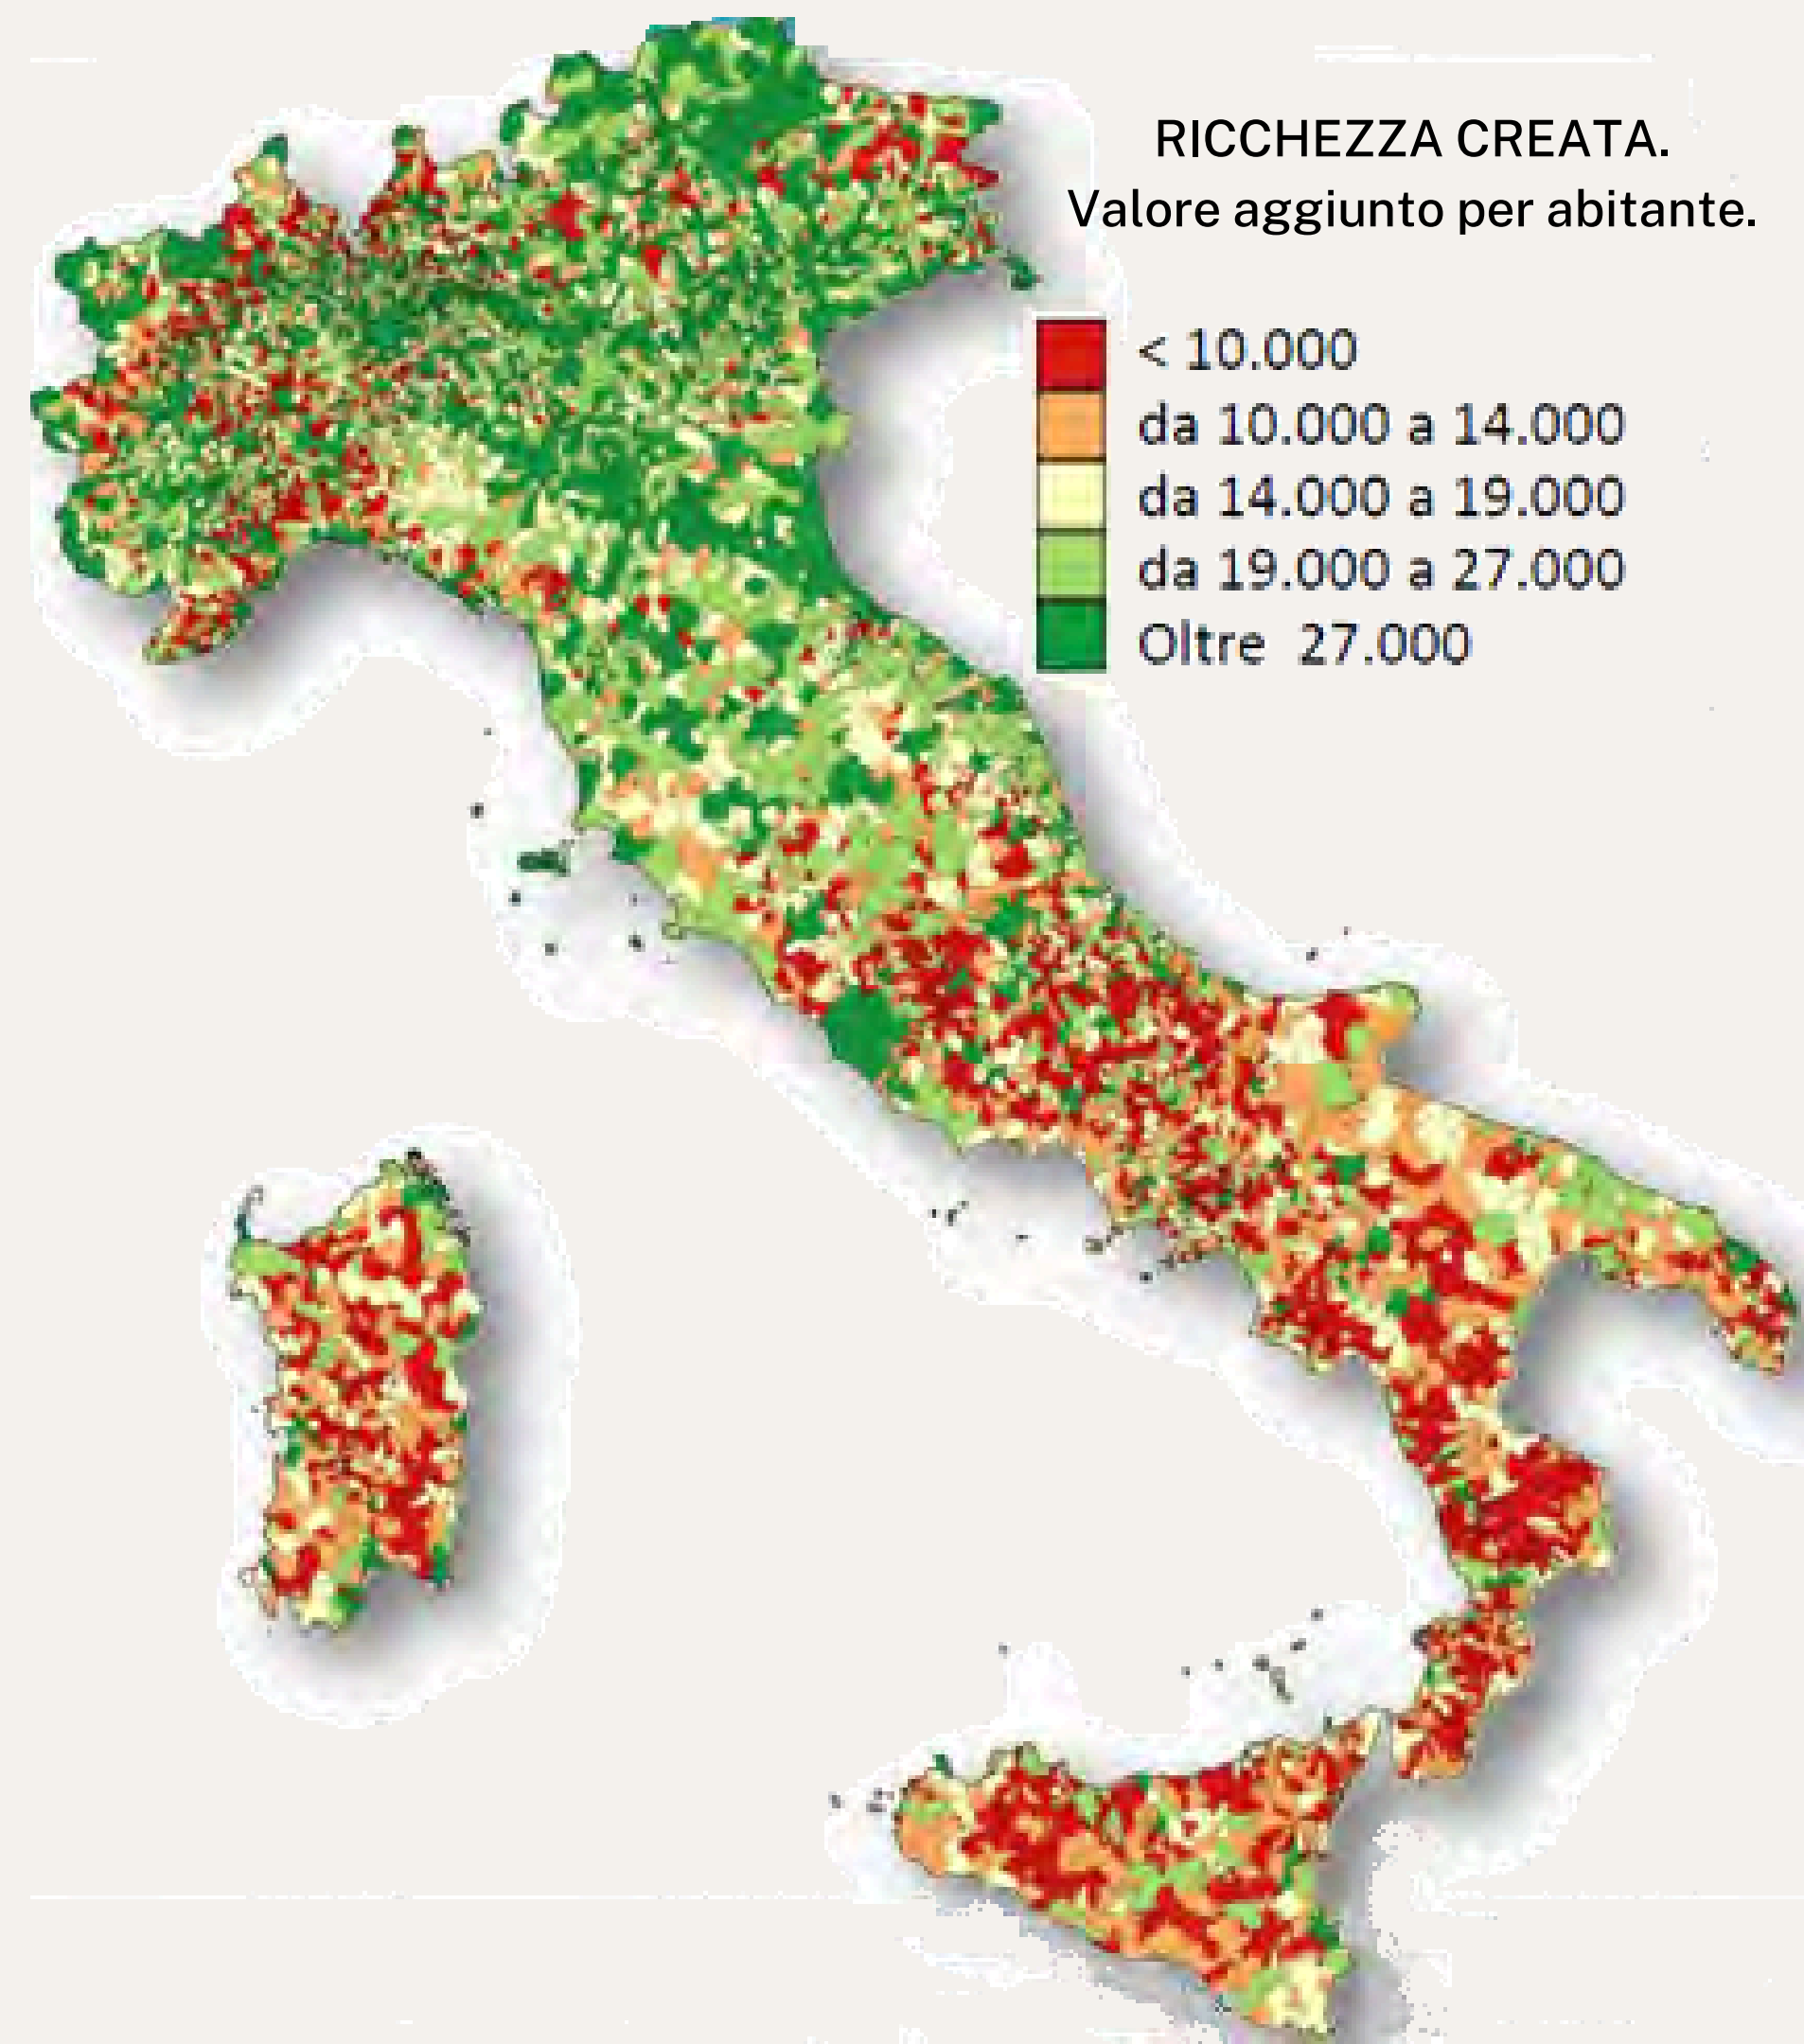 RICCHEZZA CREATA.
Valore aggiunto per abitante.
< 10.000
da 10.000 a 14.000
da 14.000 a 19.000
da 19.000 a 27.000
Oltre 27.000